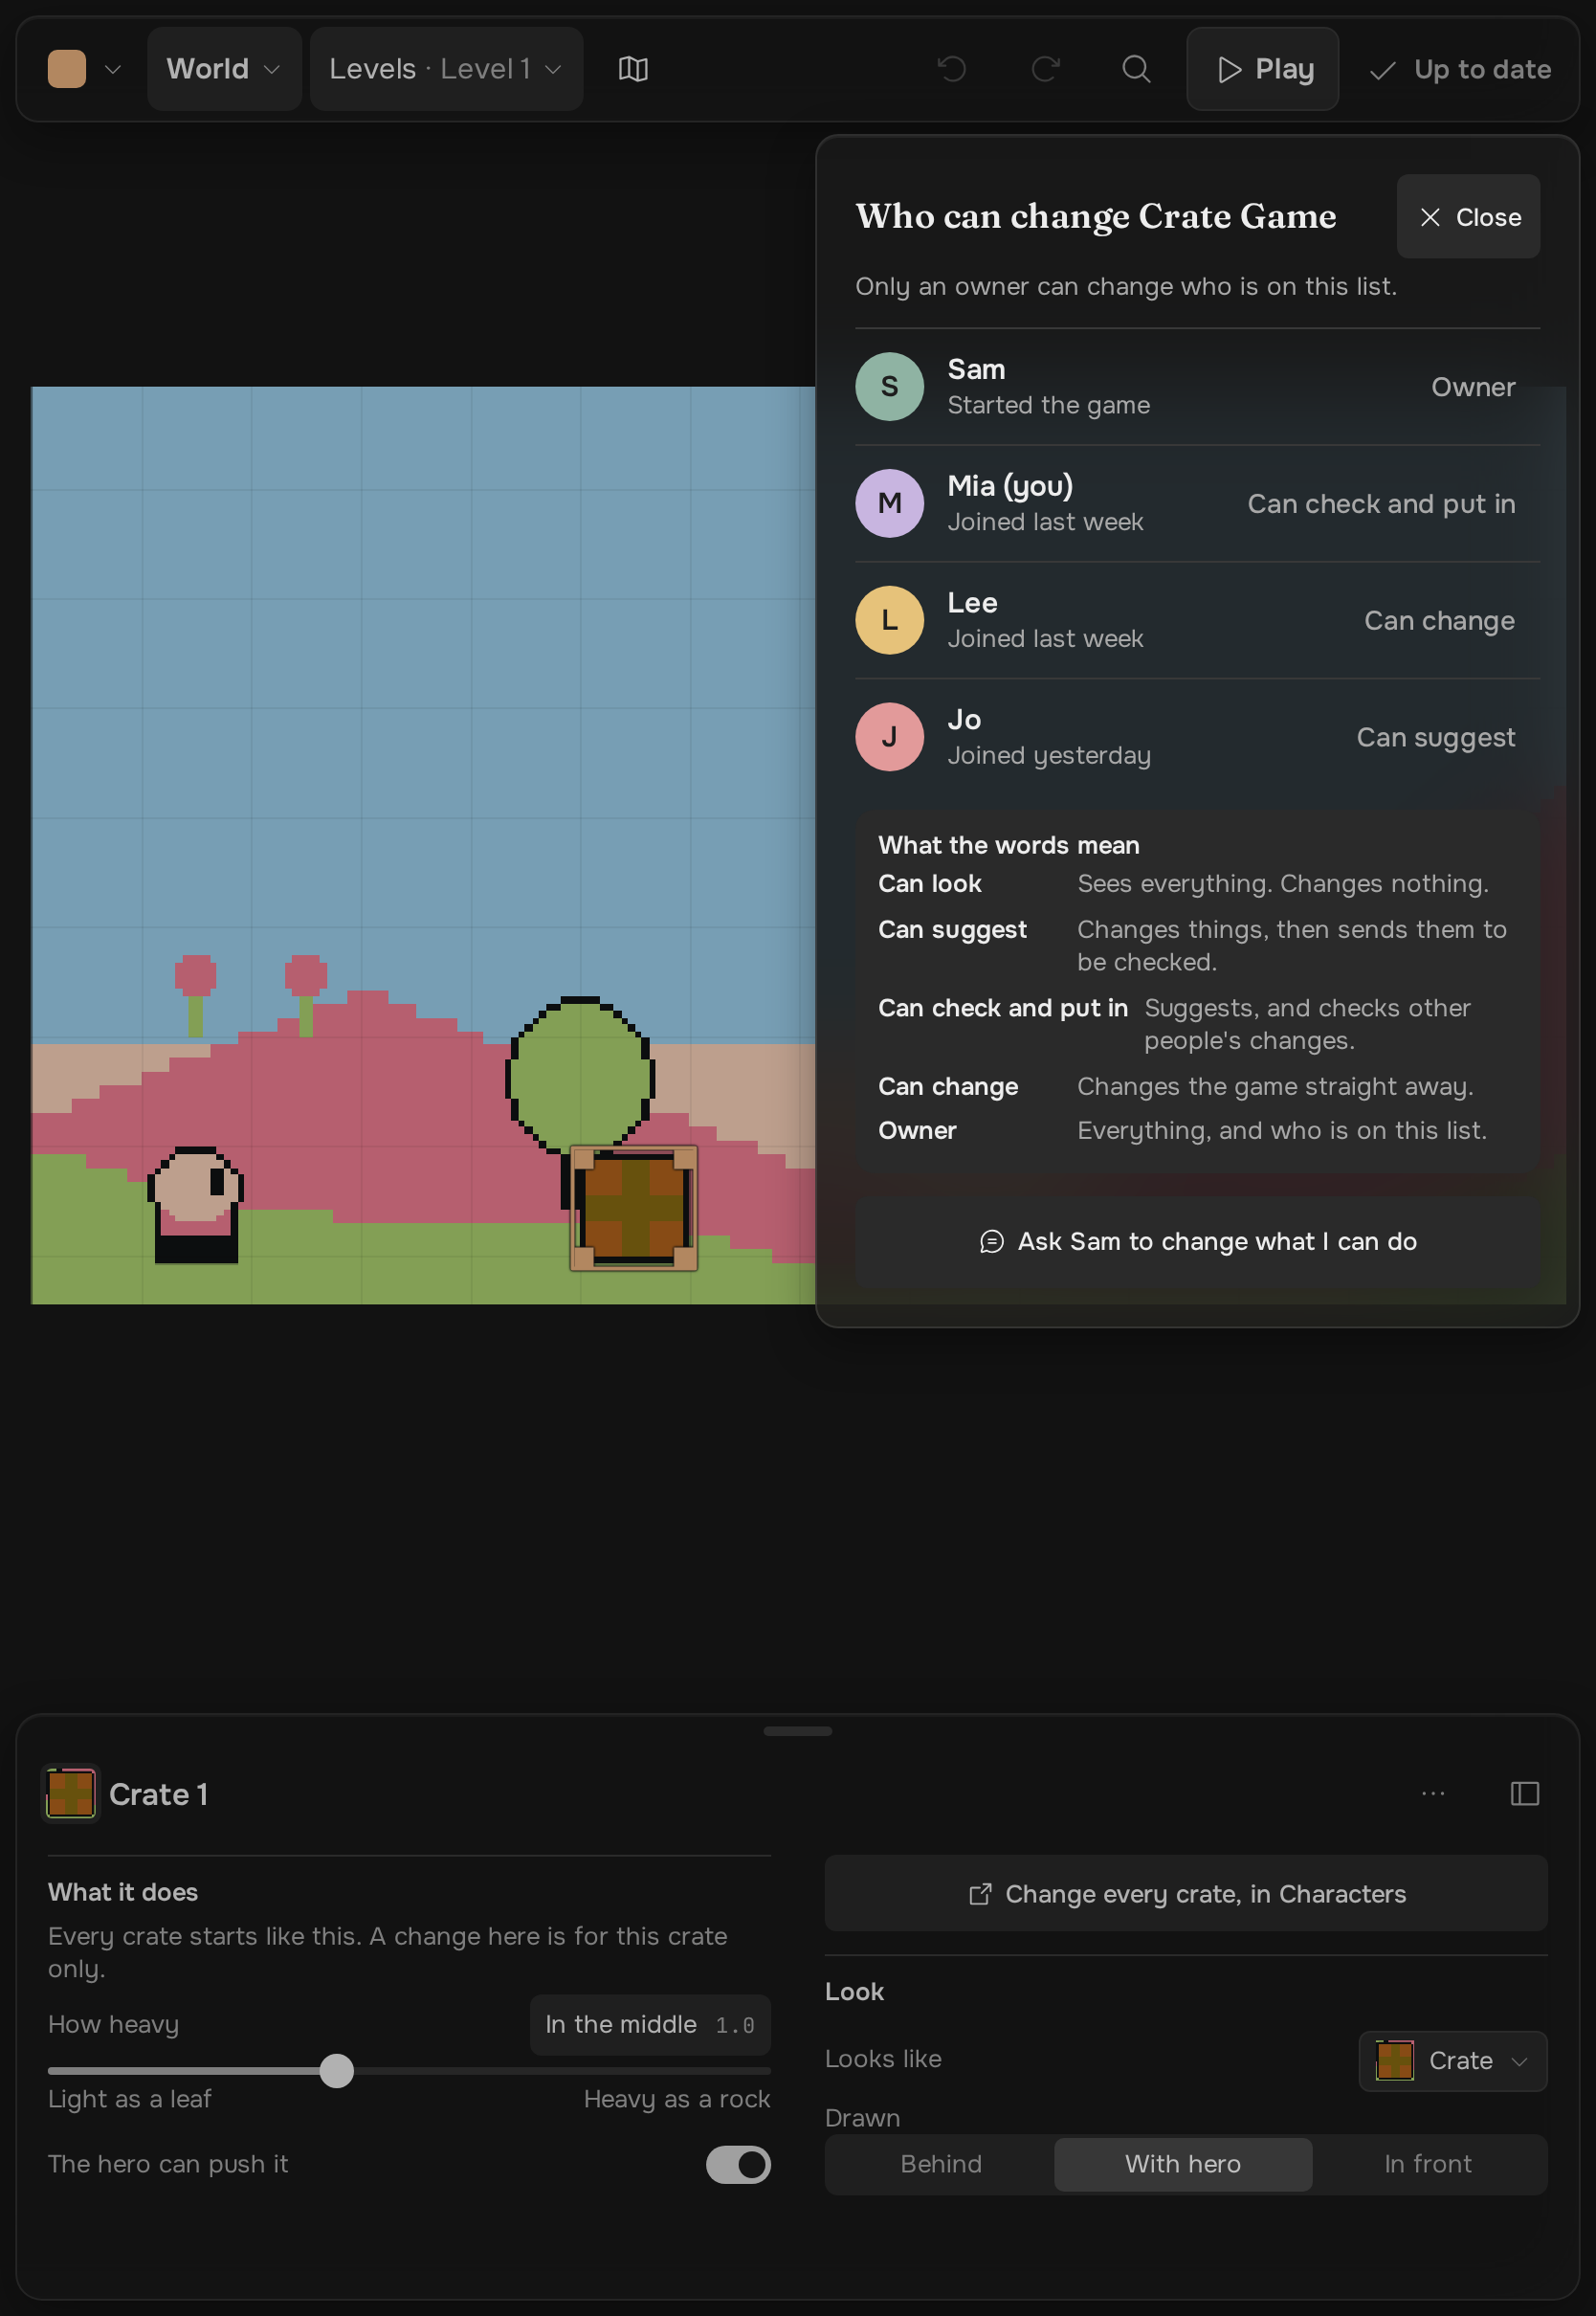 World
Levels · Level 1
Play
Up to date
Who can change Crate Game
Close
Only an owner can change who is on this list.
S
Sam
Started the game
Owner
M
Mia (you)
Joined last week
Can check and put in
L
Lee
Joined last week
Can change
J
Jo
Joined yesterday
Can suggest
What the words mean
Can look
Sees everything. Changes nothing.
Can suggest
Changes things, then sends them to
be checked.
Can check and put in
Suggests, and checks other
people's changes.
Can change
Changes the game straight away.
Owner
Everything, and who is on this list.
Ask Sam to change what I can do
Crate 1
What it does
Every crate starts like this. A change here is for this crate
only.
How heavy
In the middle 1.0
Light as a leaf
Heavy as a rock
The hero can push it
Change every crate, in Characters
Look
Looks like
Crate
Drawn
Behind
With hero
In front